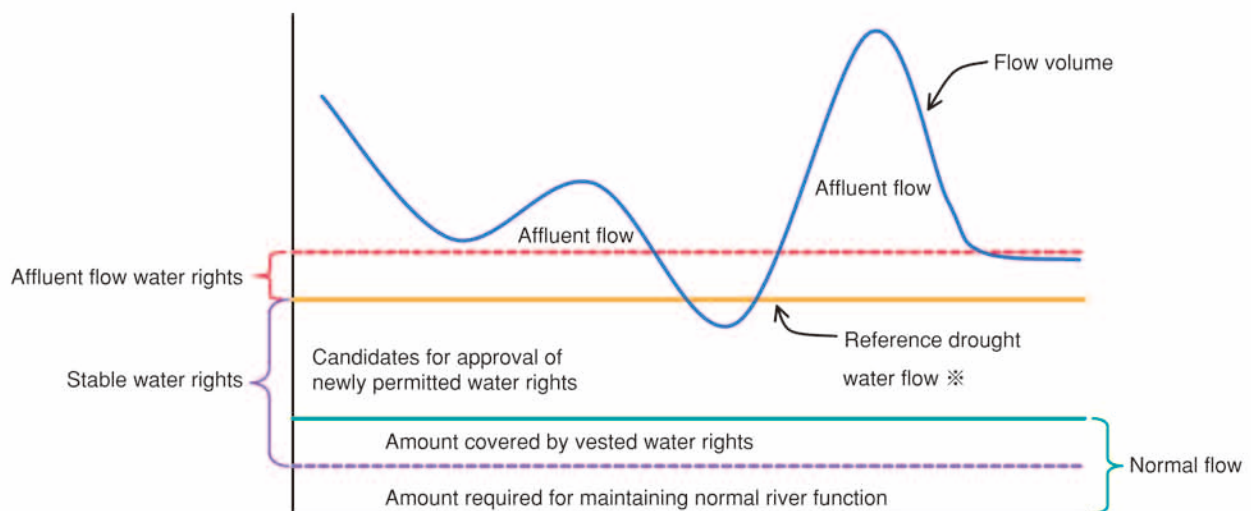 Flow volume
Affluent flow
Affluent flow
Affluent flow water rights
Reference drought
water flow ※
Candidates for approval of
newly permitted water rights
Stable water rights
Amount covered by vested water rights
Normal flow
Amount required for maintaining normal river function